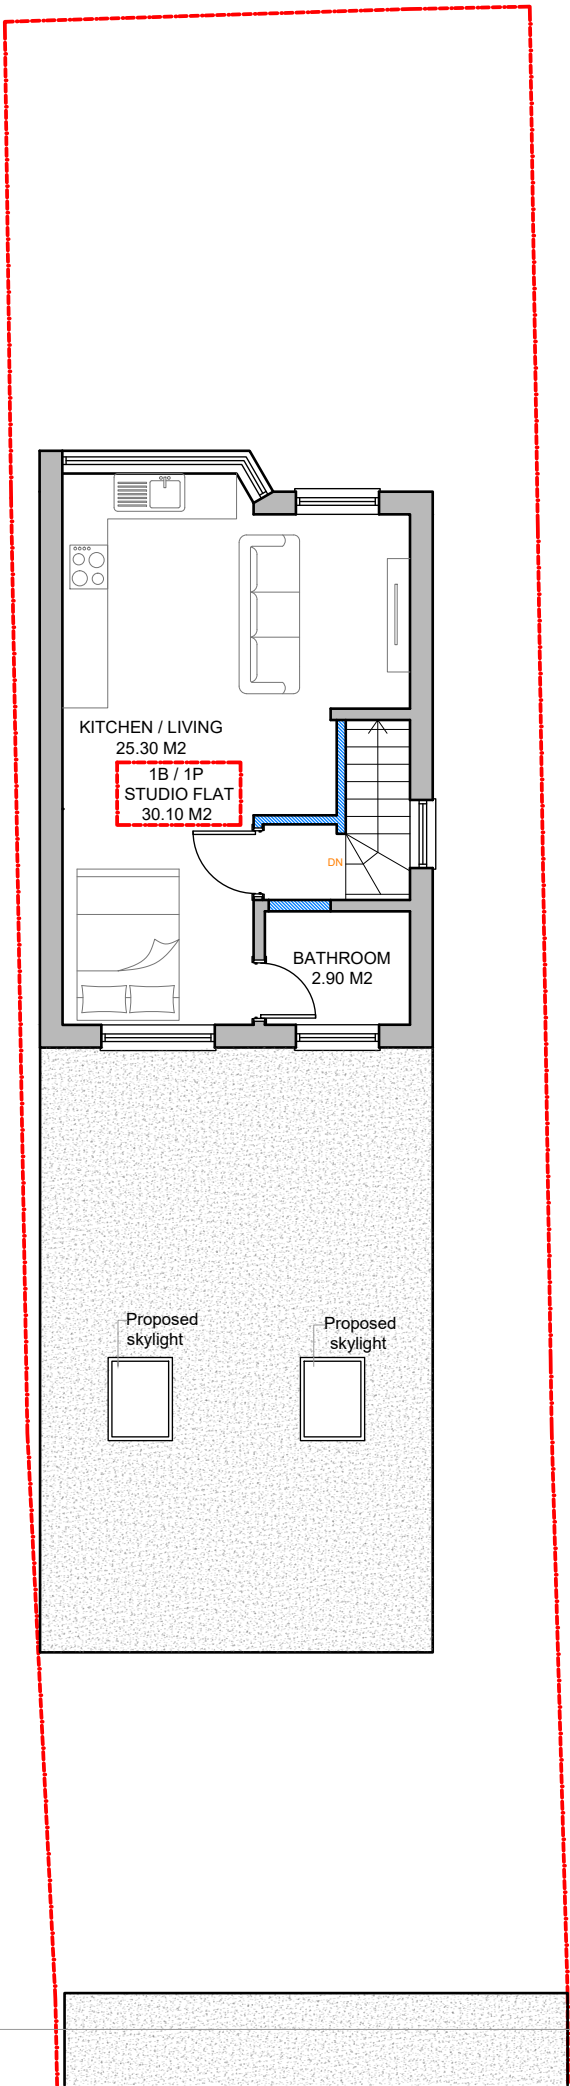 KITCHEN / LIVING
25.30 M2
1B / 1P
STUDIO FLAT
30.10 M2
DN
BATHROOM
2.90 M2
Proposed
skylight
Proposed
skylight